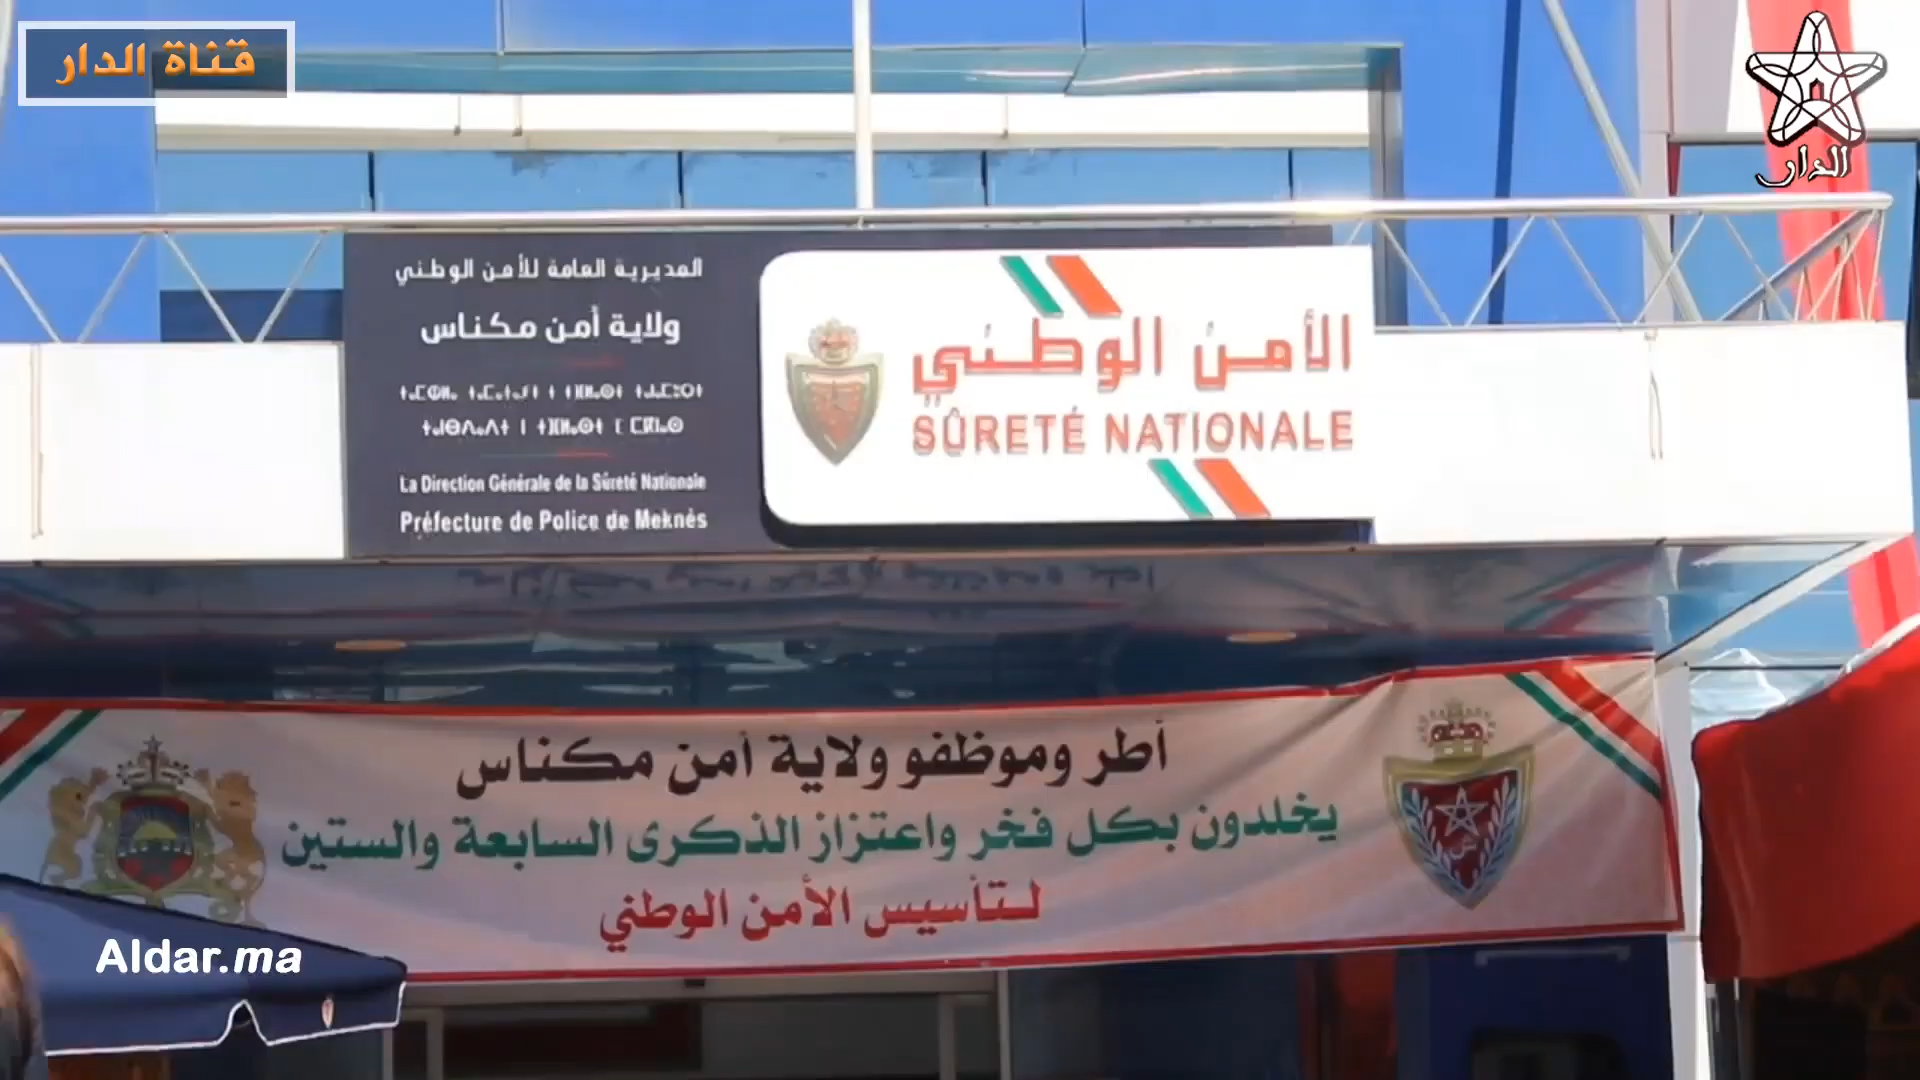 قناة الدار
الدار
المديرية العامة للأمن الوطني
ولاية أمن مكناس
La Direction Générale de la Sûreté Nationale
Préfecture de Police de Meknès
الأمن الوطني
SÛRETÉ NATIONALE
أطر وموظفو ولاية أمن مكناس
يخلدون بكل فخر واعتزاز الذكرى السابعة والستين
لتأسيس الأمن الوطني
Aldar.ma